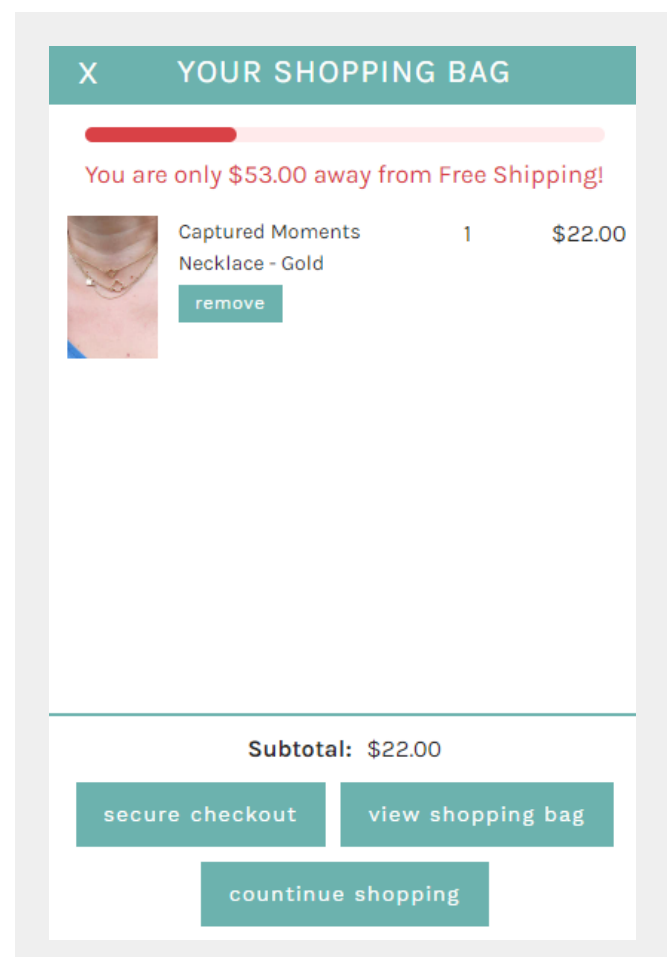 X YOUR SHOPPING BAG
You are only $53.00 away from Free Shipping!
Captured Moments 1 $22.00
Necklace - Gold
remove
Subtotal: $22.00
secure checkout view shopping bag
countinue shopping